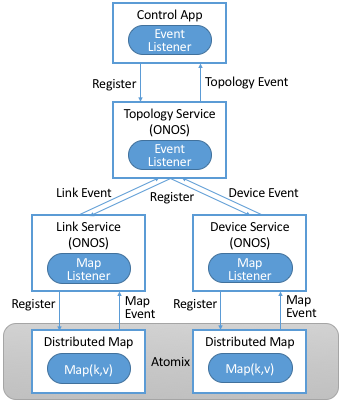 Control App
Event
Listener
Register
Topology Event
Topology Service
(ONOS)
Event
Listener
Link Event
Register
Device Event
Link Service
(ONOS)
Map
Listener
Device Service
(ONOS)
Map
Listener
Register
Map
Event
Register
Map
Event
Distributed Map
Map(k,v)
Atomix
Distributed Map
Map(k,v)